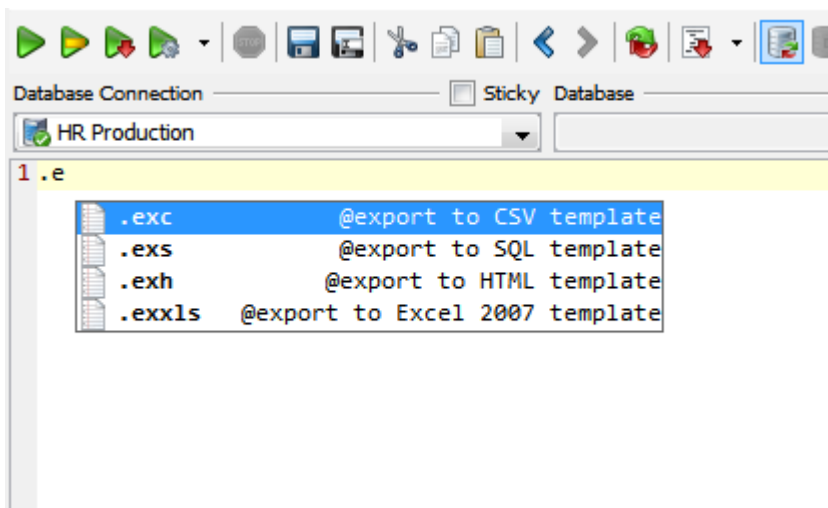 STOP
Database Connection Sticky Database
HR Production
1 .e
.exc @export to CSV template
.exs @export to SQL template
.exh @export to HTML template
.exxls @export to Excel 2007 template